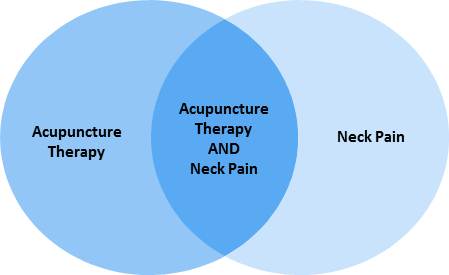 Acupuncture
Therapy
Acupuncture
Therapy
AND
Neck Pain
Neck Pain